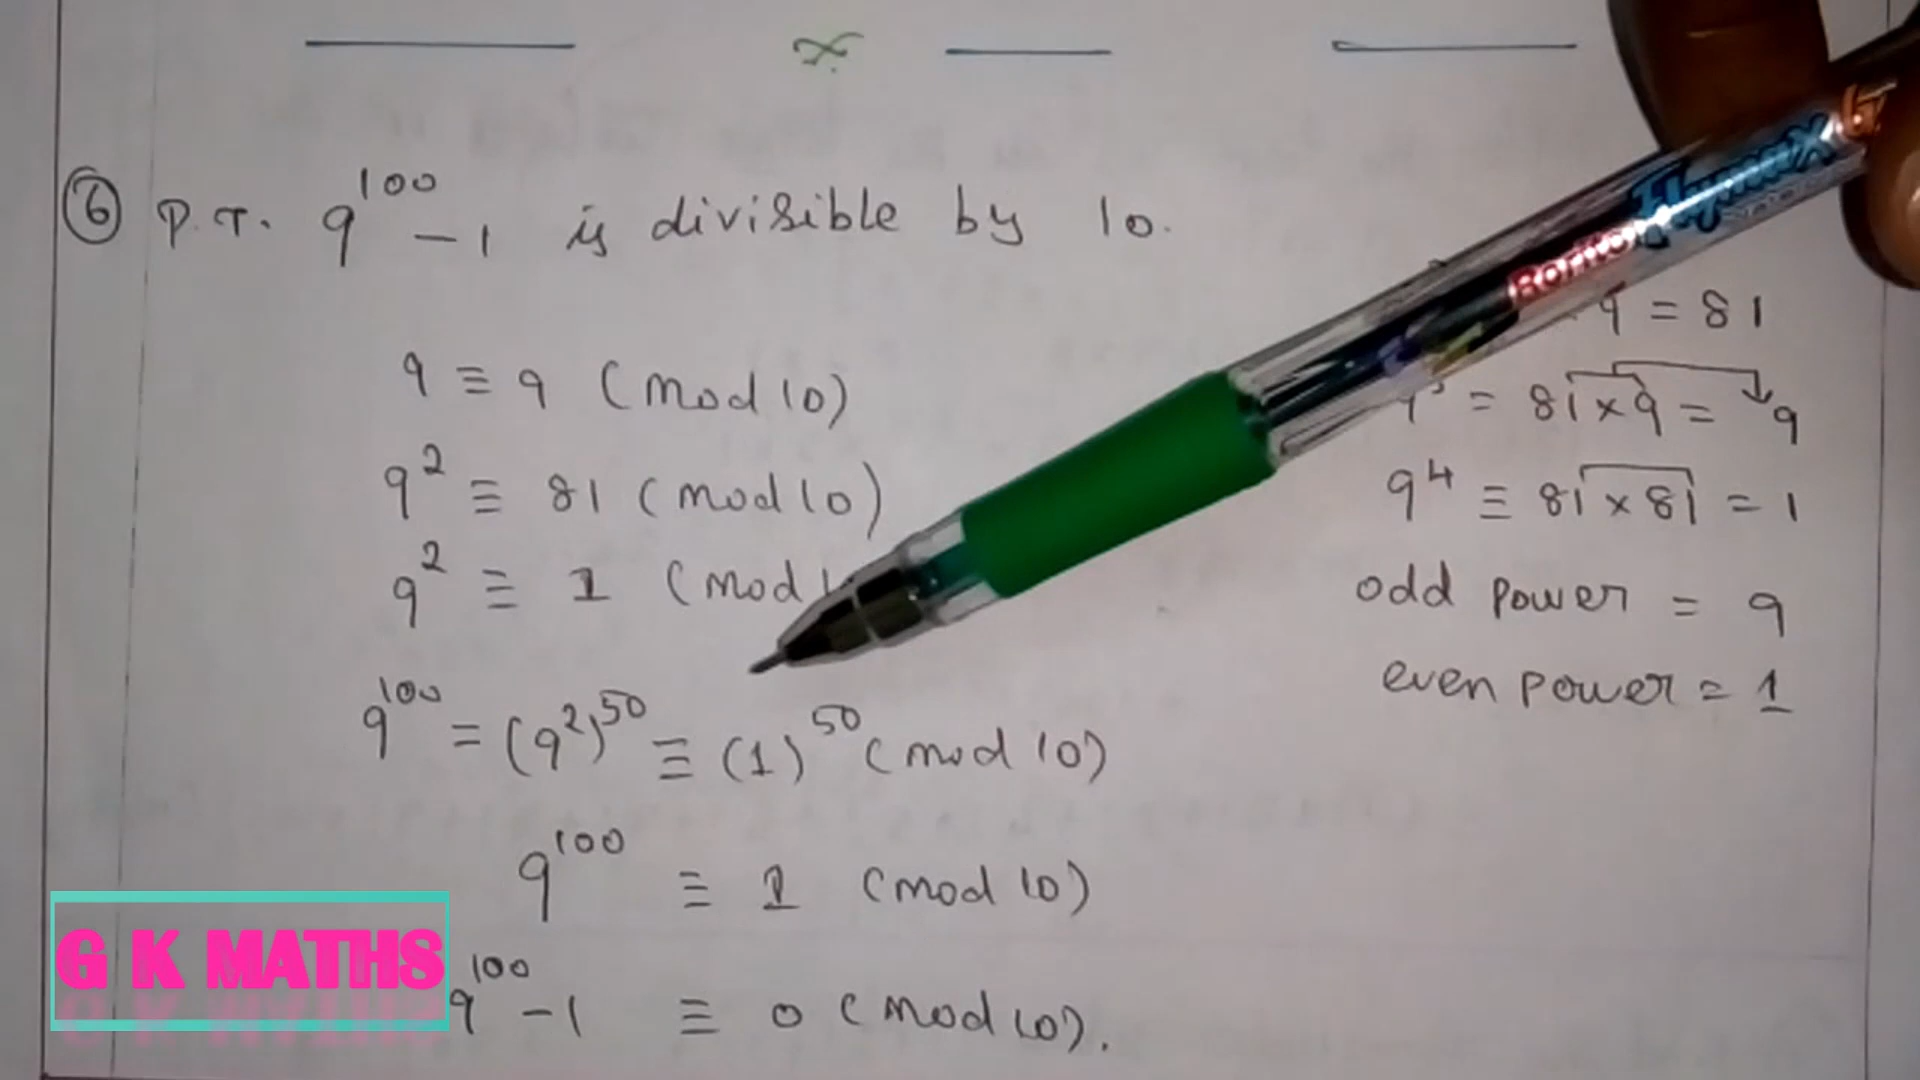 6 P.T. 9^100 - 1 is divisible by 10.
9 ≡ 9 (mod 10)
9^2 ≡ 81 (mod 10)
9^2 ≡ 1 (mod 1
9^100 = (9^2)^50 ≡ (1)^50 (mod 10)
9^100 ≡ 1 (mod 10)
9^100 - 1 ≡ 0 (mod 10).
9 = 81
= 81 × 9 = 9
9^4 ≡ 81 × 81 = 1
odd power = 9
even power = 1
Rorito
G K MATHS